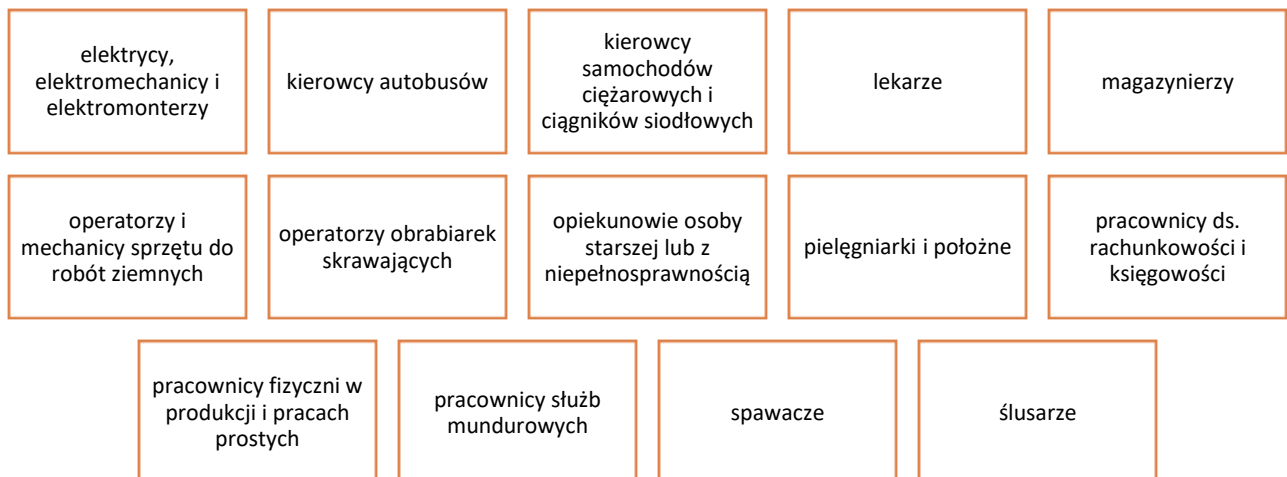 elektrycy,
elektromechanicy i
elektromonterzy
kierowcy autobusów
kierowcy
samochodów
ciężarowych i
ciągników siodłowych
lekarze
magazynierzy
operatorzy i
mechanicy sprzętu do
robót ziemnych
operatorzy obrabiarek
skrawających
opiekunowie osoby
starszej lub z
niepełnosprawnością
pielęgniarki i położne
pracownicy ds.
rachunkowości i
księgowości
pracownicy fizyczni w
produkcji i pracach
prostych
pracownicy służb
mundurowych
spawacze
ślusarze